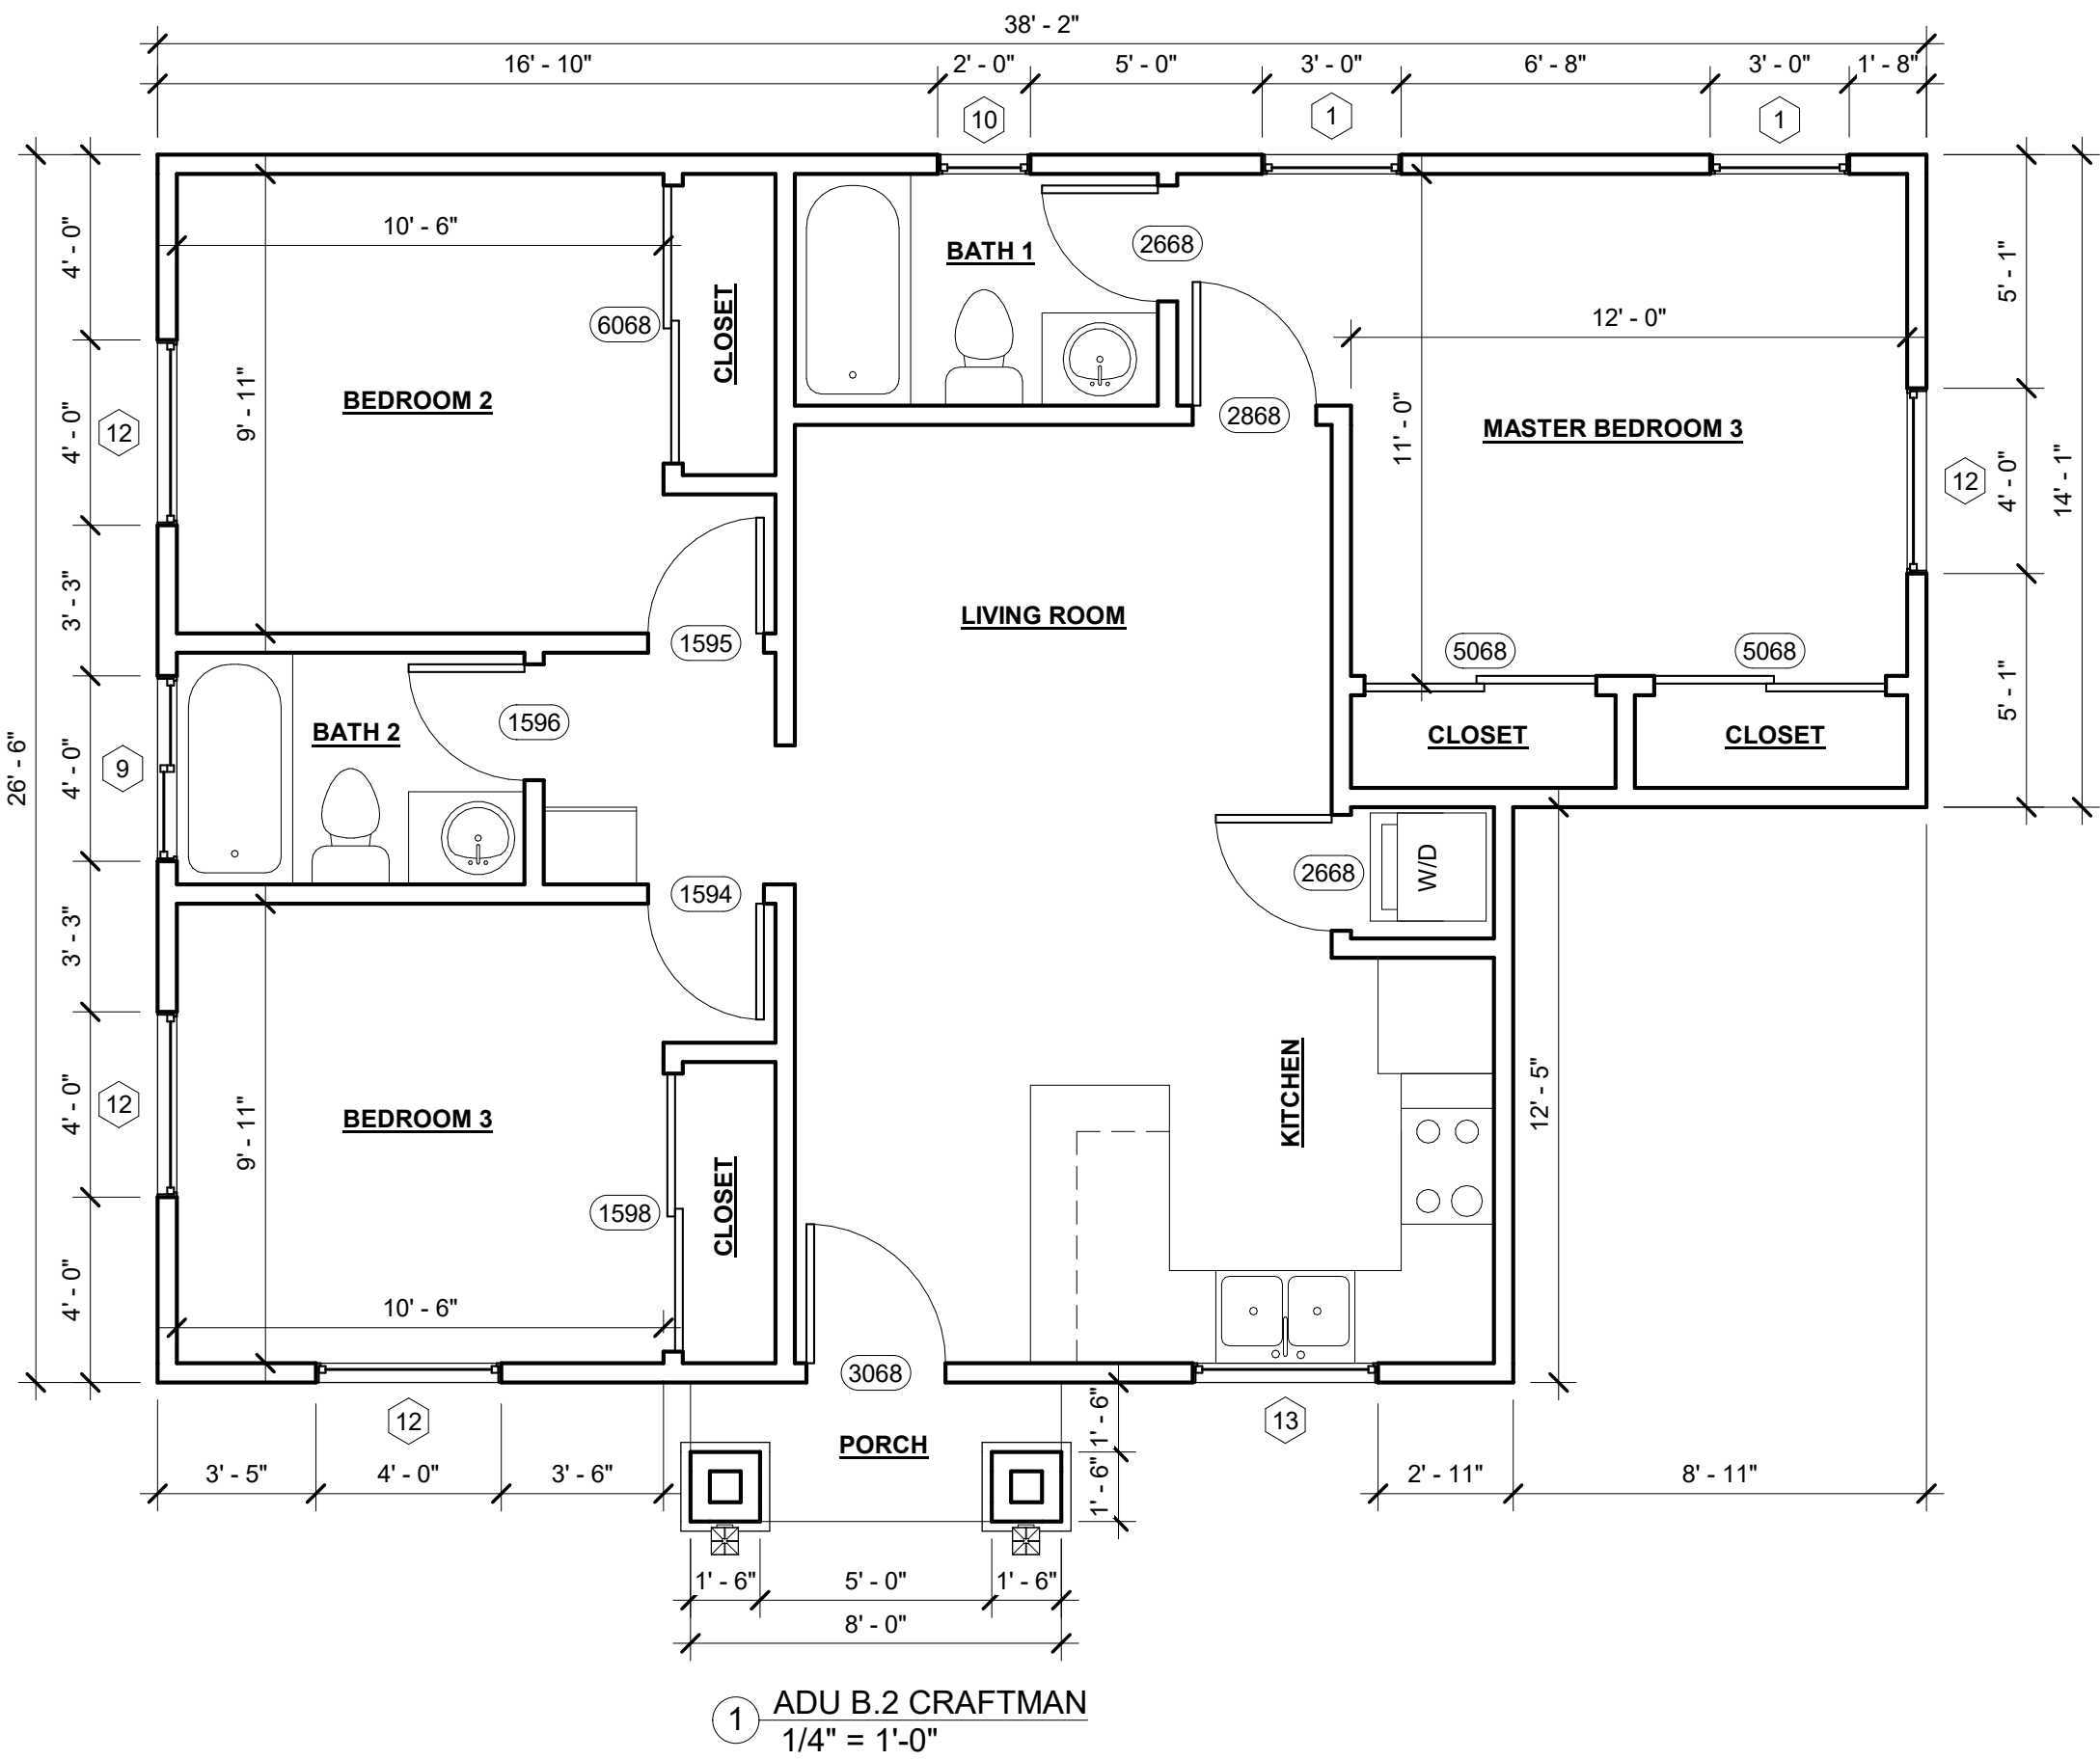 38' - 2"
16' - 10"
2' - 0"
5' - 0"
3' - 0"
6' - 8"
3' - 0"
1' - 8"
10
1
1
26' - 6"
4' - 0"
4' - 0"
3' - 3"
4' - 0"
3' - 3"
4' - 0"
4' - 0"
12
9
12
10' - 6"
9' - 11"
BEDROOM 2
6068
CLOSET
BATH 1
2668
2868
12' - 0"
11' - 0"
MASTER BEDROOM 3
5' - 1"
4' - 0"
5' - 1"
14' - 1"
12
LIVING ROOM
1595
5068
5068
CLOSET
CLOSET
BATH 2
1596
1594
2668
W/D
9' - 11"
BEDROOM 3
1598
CLOSET
10' - 6"
KITCHEN
12' - 5"
3068
12
PORCH
13
1' - 6"
1' - 6"
3' - 5"
4' - 0"
3' - 6"
2' - 11"
8' - 11"
1' - 6"
5' - 0"
1' - 6"
8' - 0"
1
ADU B.2 CRAFTMAN
1/4" = 1'-0"